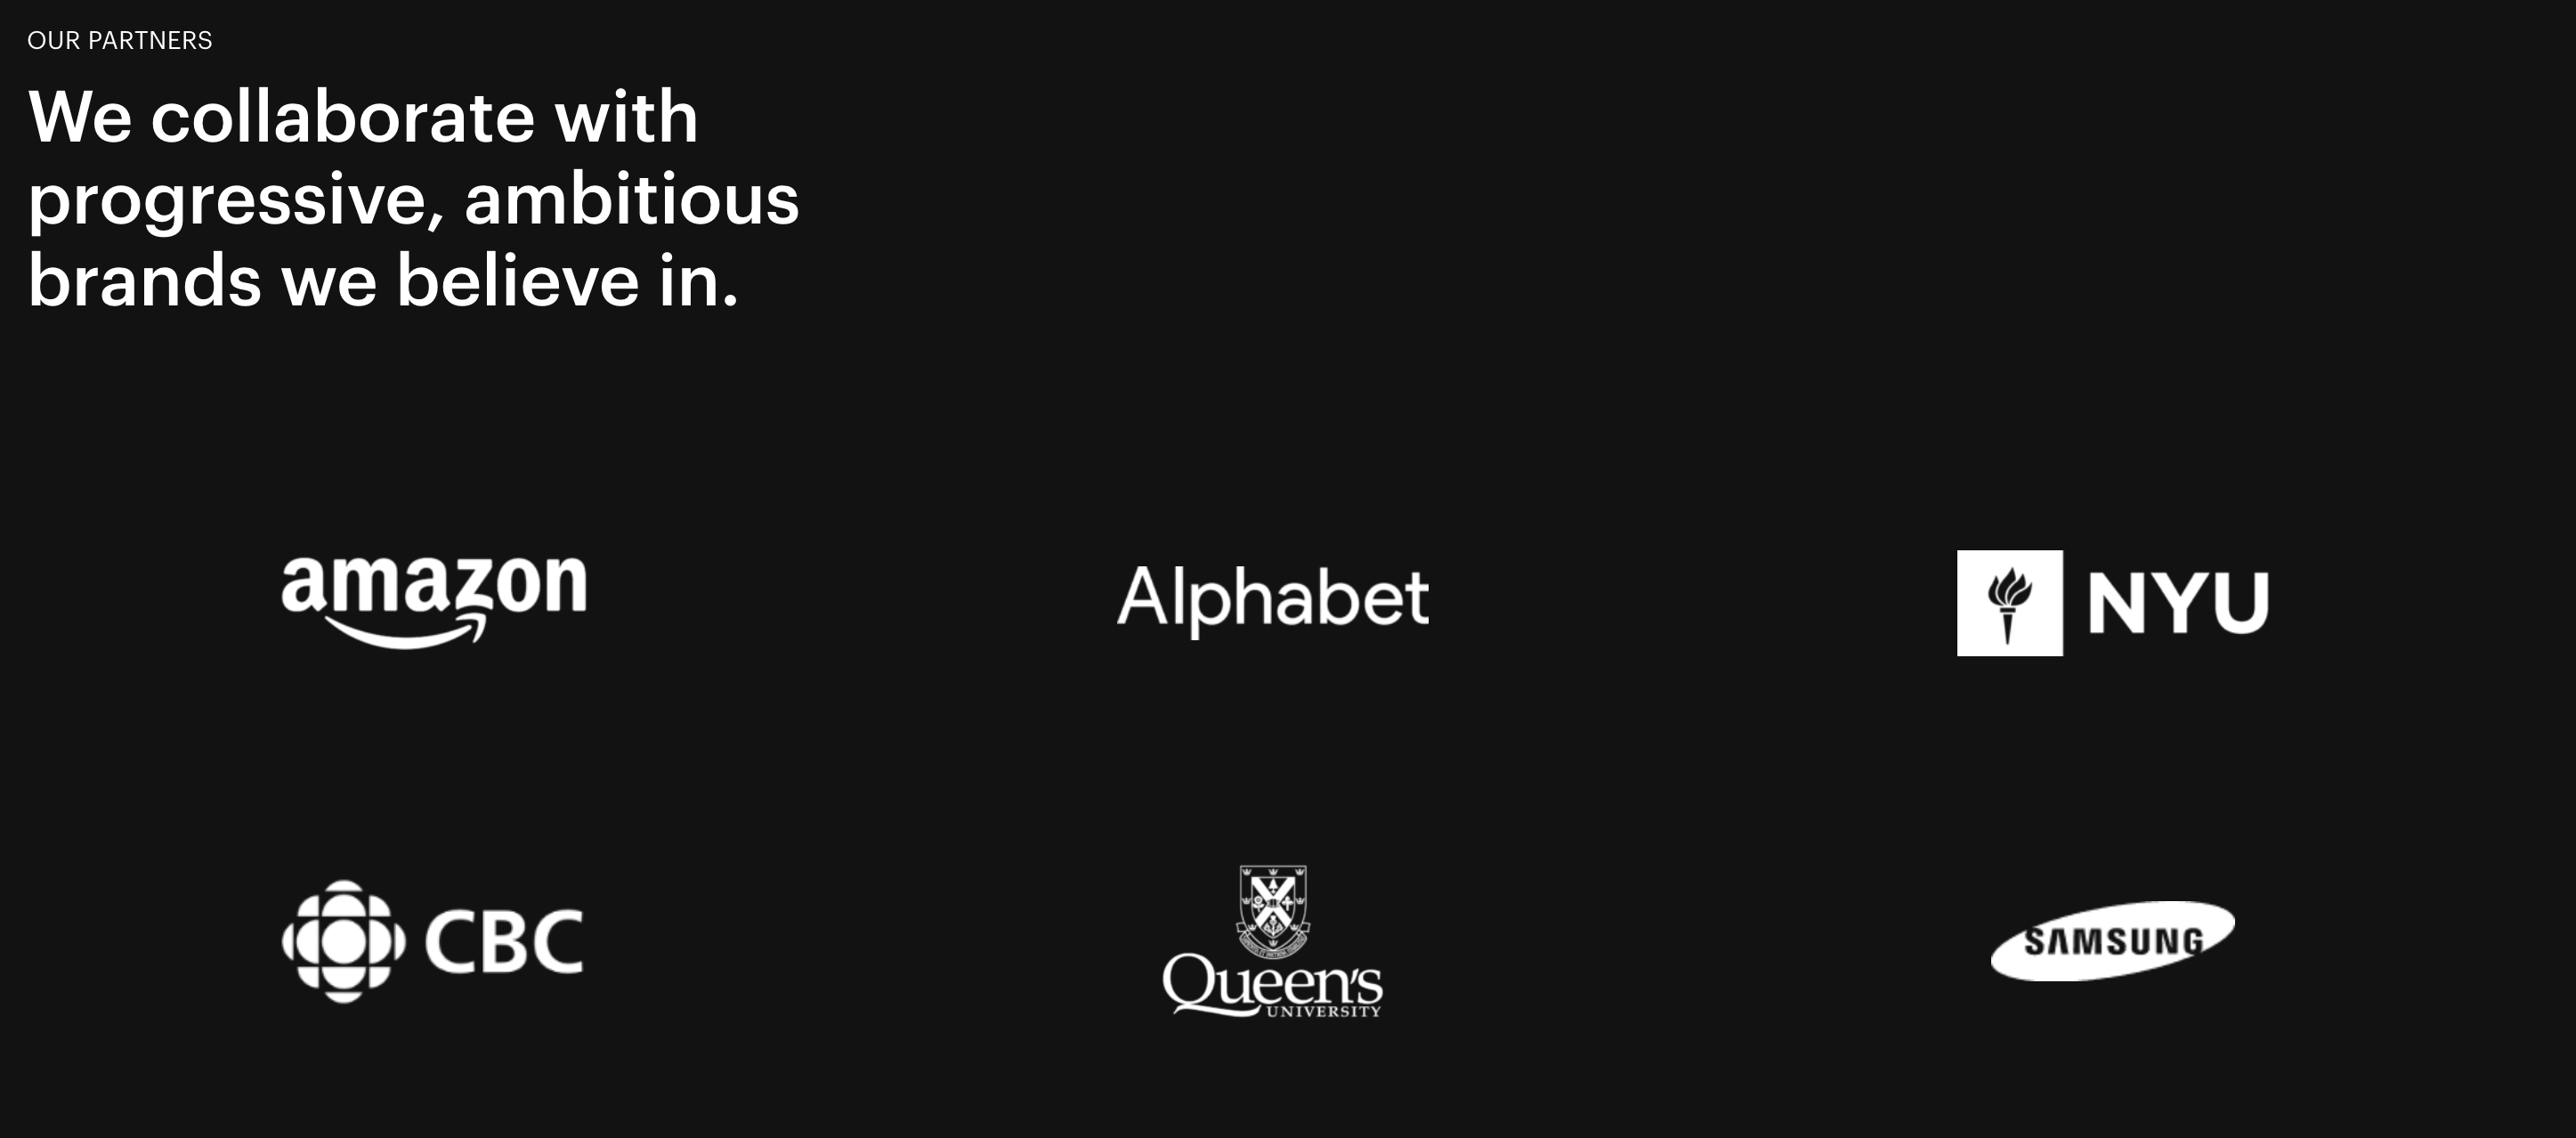 OUR PARTNERS
We collaborate with
progressive, ambitious
brands we believe in.
amazon
Alphabet
NYU
CBC
Queen's
UNIVERSITY
SAMSUNG